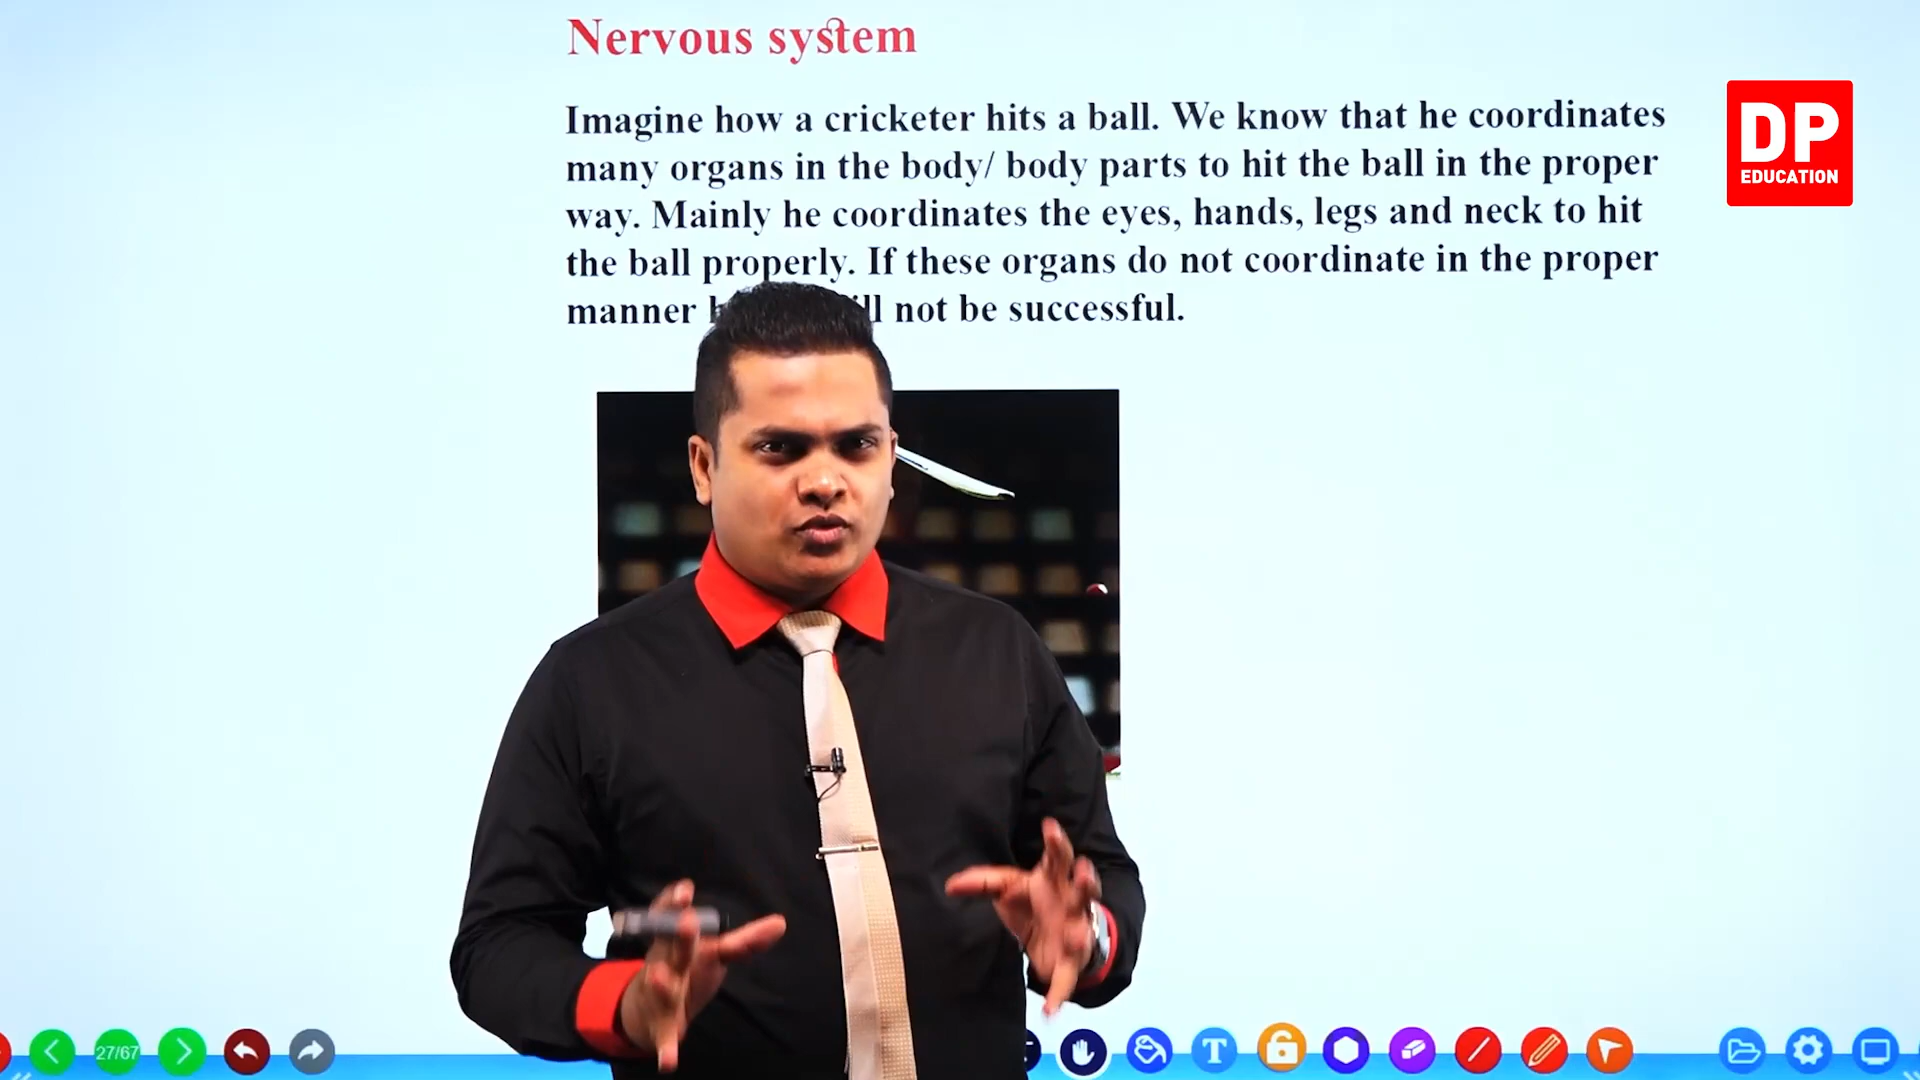 Nervous system
Imagine how a cricketer hits a ball. We know that he coordinates
many organs in the body/ body parts to hit the ball in the proper
way. Mainly he coordinates the eyes, hands, legs and neck to hit
the ball properly. If these organs do not coordinate in the proper
manner not be successful.
DP
EDUCATION
27/67
T